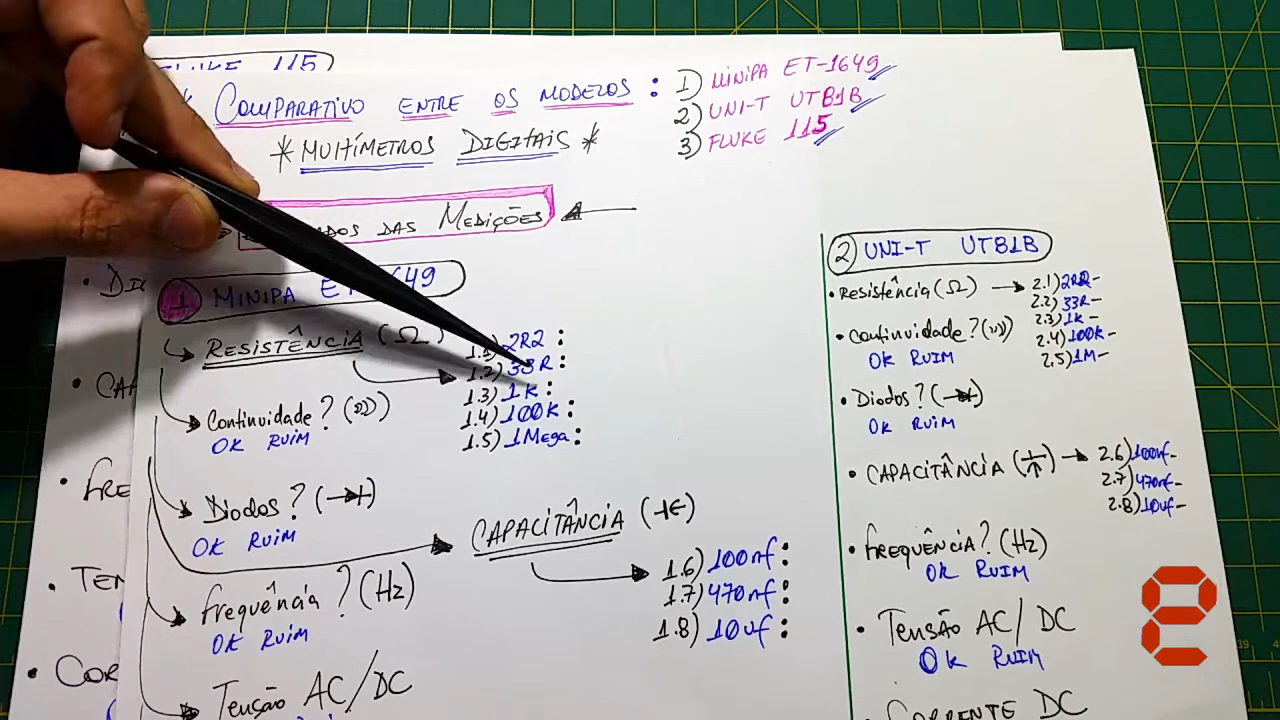 FLUKE 115
* COMPARATIVO ENTRE OS MODELOS :
1) MINIPA ET-1649
2) UNI-T UT81B
3) FLUKE 115
* MULTÍMETROS DIGITAIS *
DAS MEDIÇÕES
1 MINIPA ET 649
RESISTÊNCIA (Ω)
1.1) 2R2 :
1.2) 33R :
1.3) 1K :
1.4) 100K :
1.5) 1Mega :
Continuidade ? (•)))
OK RUIM
Diodos ?
OK RUIM
CAPACITÂNCIA
1.6) 100nf :
1.7) 470nf :
1.8) 10uf :
Frequência ? (Hz)
OK RUIM
Tensão AC/DC
2 UNI-T UT81B
• Resistência (Ω)
2.1) 2R2-
2.2) 33R-
2.3) 1K-
2.4) 100K-
2.5) 1M-
• Continuidade ? (•)))
OK RUIM
• Diodos ?
OK RUIM
• CAPACITÂNCIA
2.6) 100nf-
2.7) 470nf-
2.8) 10uf-
• FREQUÊNCIA ? (Hz)
OK RUIM
• Tensão AC/DC
OK RUIM
CORRENTE DC
e